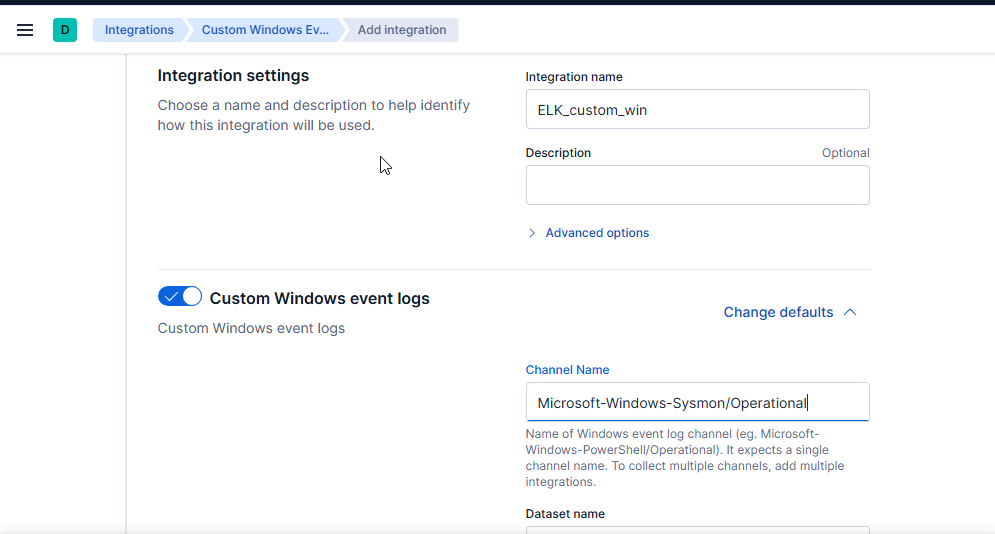 D
Integrations
Custom Windows Ev...
Add integration
Integration settings
Choose a name and description to help identify
how this integration will be used.
Integration name
ELK_custom_win
Description
Optional
Advanced options
Custom Windows event logs
Custom Windows event logs
Change defaults
Channel Name
Microsoft-Windows-Sysmon/Operational
Name of Windows event log channel (eg. Microsoft-
Windows-PowerShell/Operational). It expects a single
channel name. To collect multiple channels, add multiple
integrations.
Dataset name